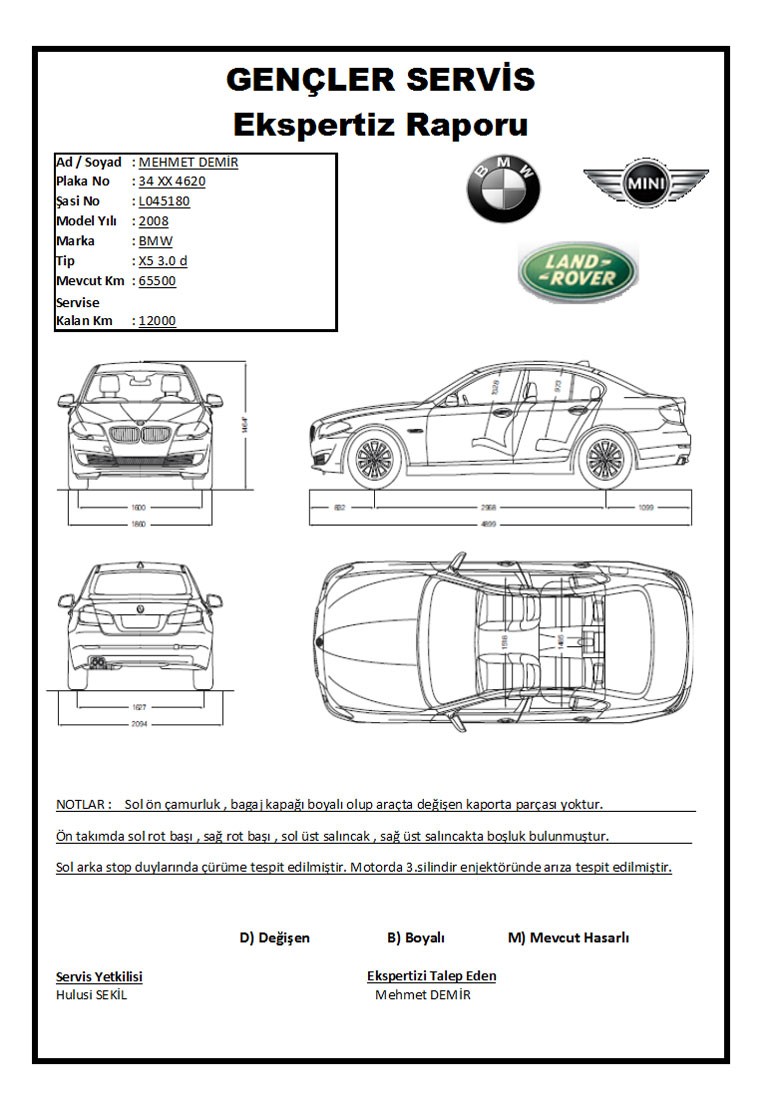 GENÇLER SERVİS
Ekspertiz Raporu
Ad / Soyad : MEHMET DEMİR
Plaka No : 34 XX 4620
Şasi No : L045180
Model Yılı : 2008
Marka : BMW
Tip : X5 3.0 d
Mevcut Km : 65500
Servise
Kalan Km : 12000
BMW
MINI
LAND-
-ROVER
1600
1860
832
2968
1099
4899
1627
2094
NOTLAR : Sol ön çamurluk , bagaj kapağı boyalı olup araçta değişen kaporta parçası yoktur.
Ön takımda sol rot başı , sağ rot başı , sol üst salıncak , sağ üst salıncakta boşluk bulunmuştur.
Sol arka stop duylarında çürüme tespit edilmiştir. Motorda 3.silindir enjektöründe arıza tespit edilmiştir.
D) Değişen B) Boyalı M) Mevcut Hasarlı
Servis Yetkilisi Ekspertizi Talep Eden
Hulusi SEKİL Mehmet DEMİR